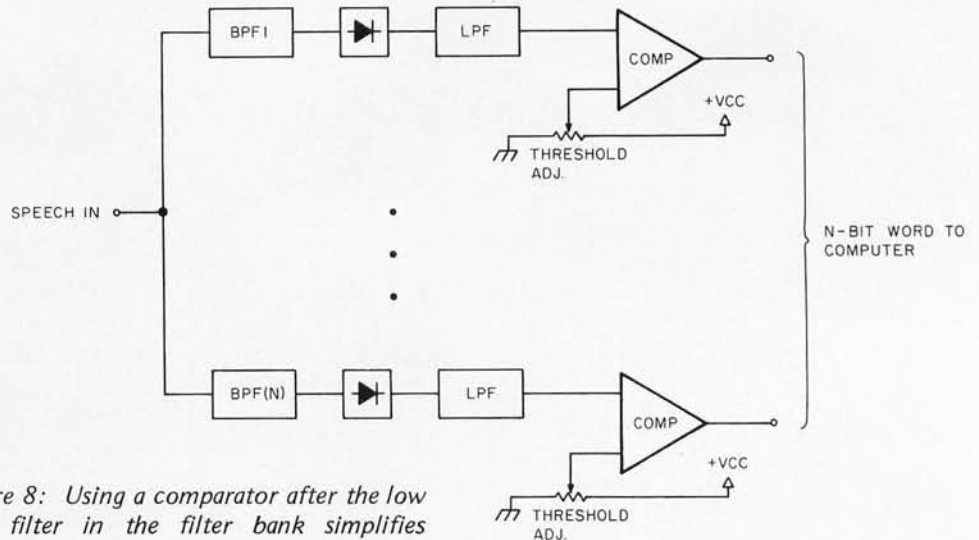 BPF1
LPF
COMP
+VCC
THRESHOLD
ADJ.
SPEECH IN
N-BIT WORD TO
COMPUTER
BPF(N)
LPF
COMP
+VCC
THRESHOLD
ADJ.
8: Using a comparator after the low
filter in the filter bank simplifies